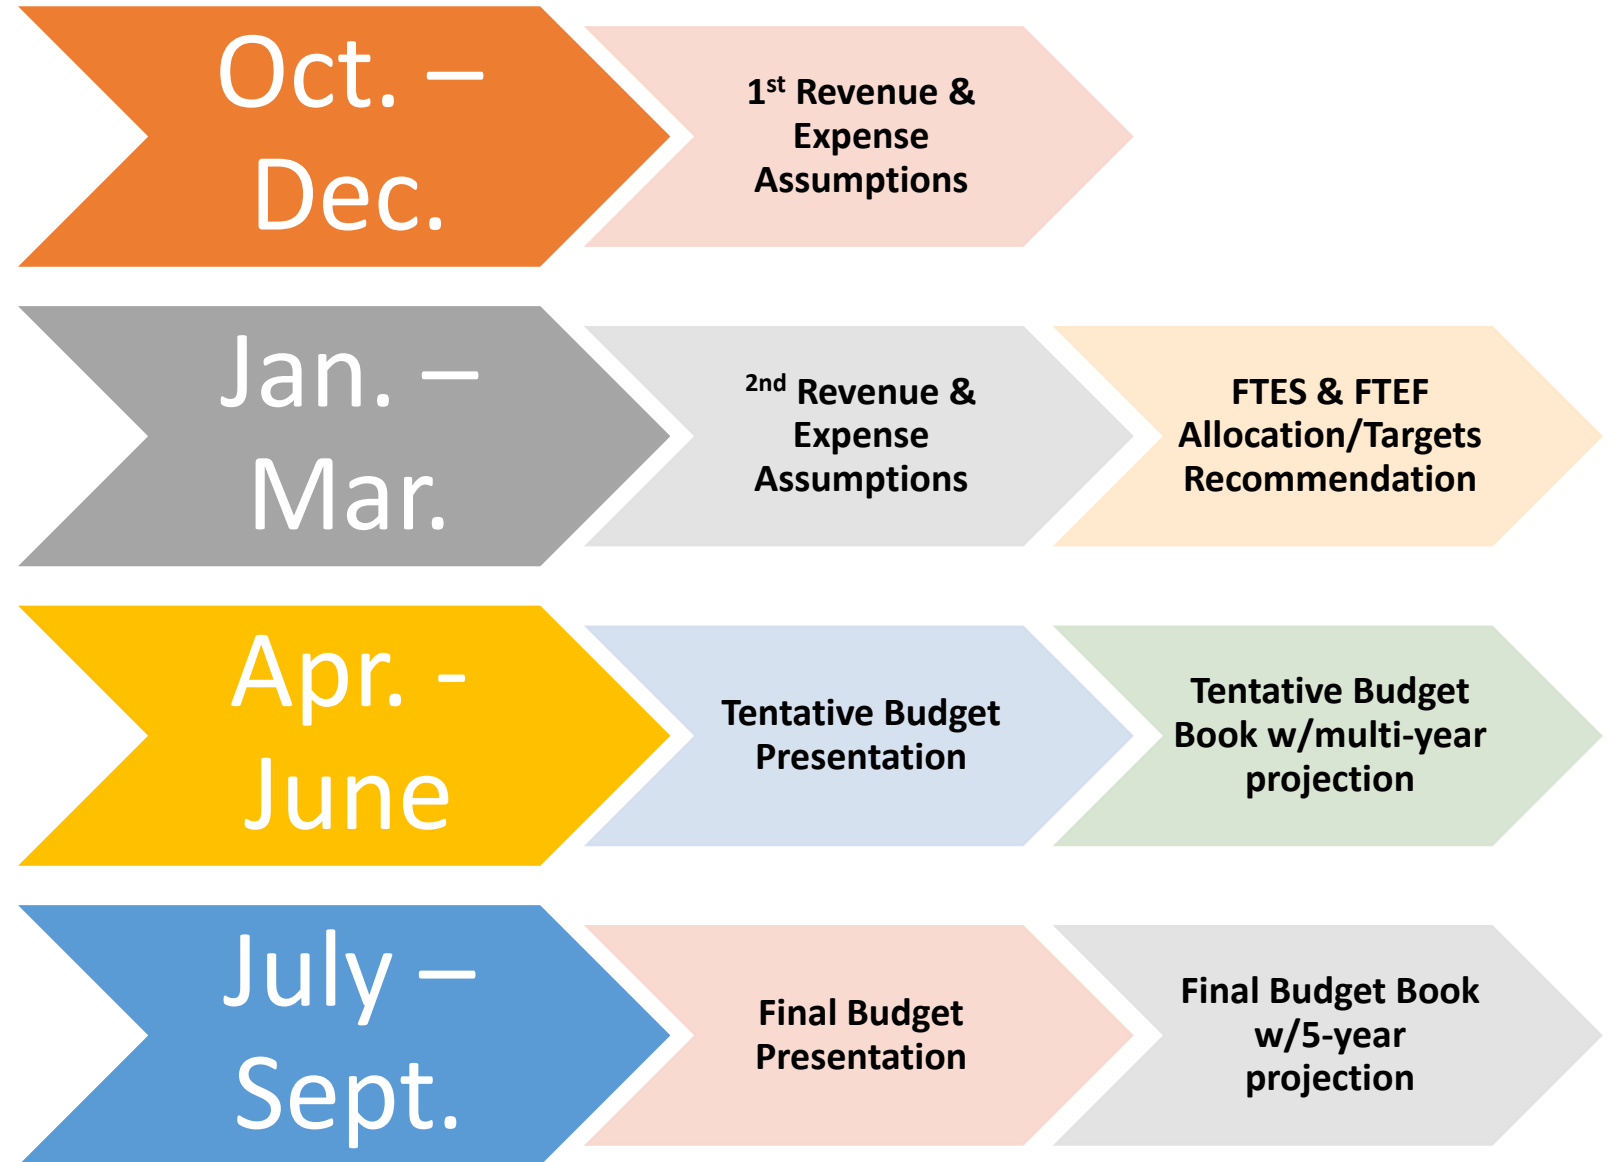 Oct. –
Dec.
1st Revenue &
Expense
Assumptions
Jan. –
Mar.
2nd Revenue &
Expense
Assumptions
FTES & FTEF
Allocation/Targets
Recommendation
Apr. -
June
Tentative Budget
Presentation
Tentative Budget
Book w/multi-year
projection
July –
Sept.
Final Budget
Presentation
Final Budget Book
w/5-year
projection